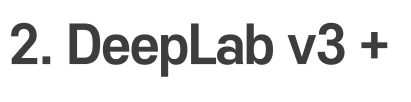 2. DeepLab v3 +